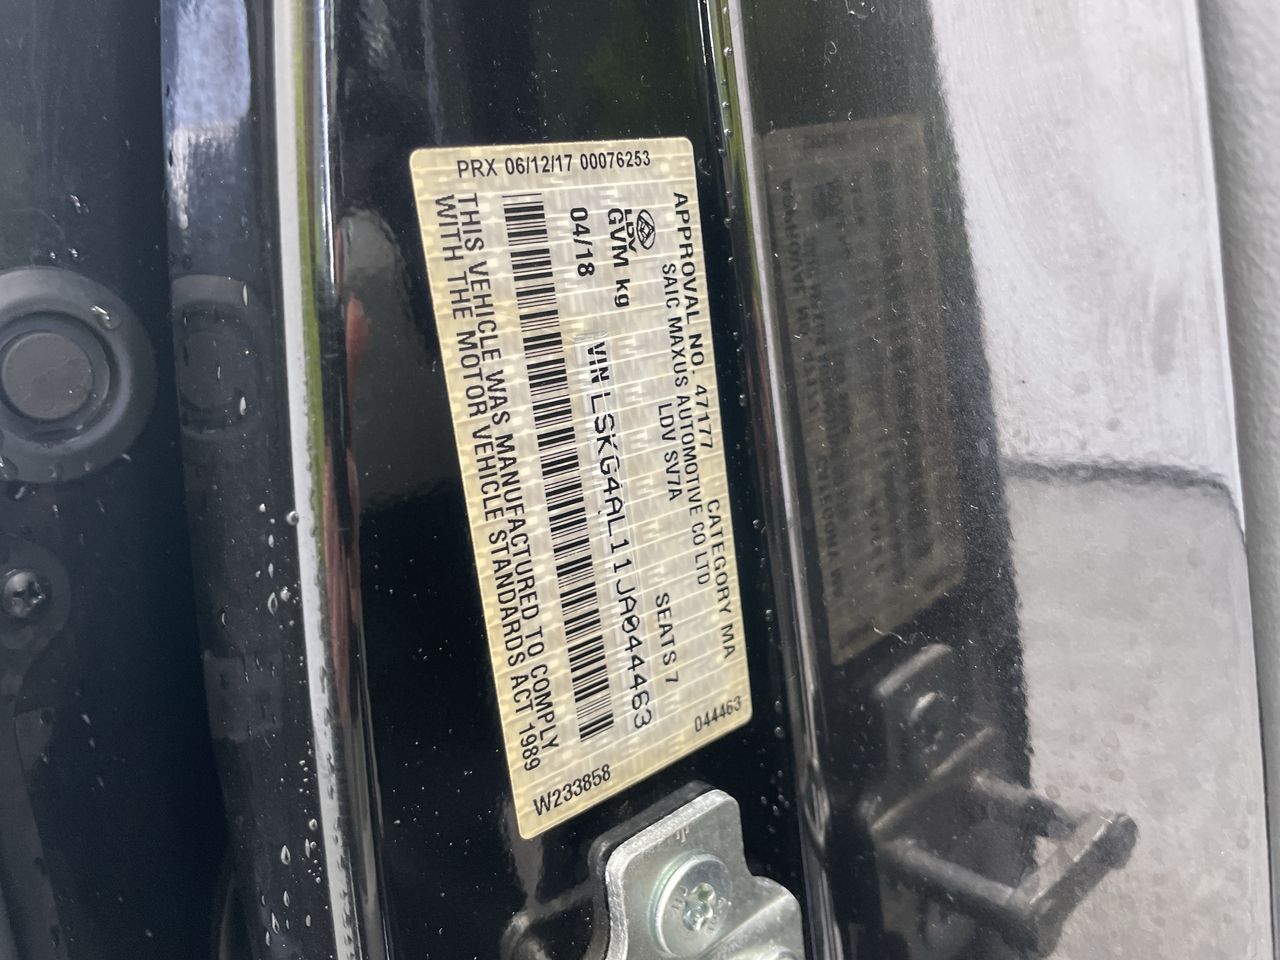 PRX 06/12/17 00076253
APPROVAL NO. 47177 CATEGORY MA
SAIC MAXUS AUTOMOTIVE CO LTD
LDV
LDV SV7A
GVM kg SEATS 7
04/18 VIN LSKG4AL11JA044463
THIS VEHICLE WAS MANUFACTURED TO COMPLY
WITH THE MOTOR VEHICLE STANDARDS ACT 1989
044463
W233858